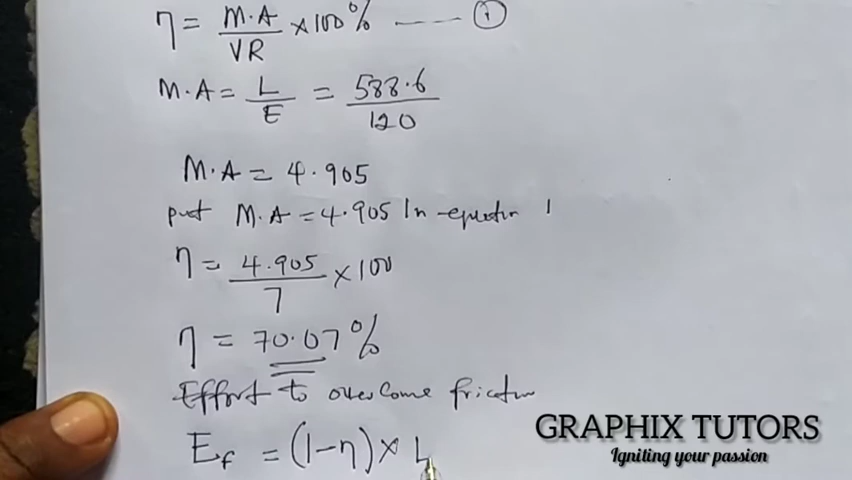 η = M.A/VR × 100% —— ①
M.A = L/E = 588.6/120
M.A = 4.905
put M.A = 4.905 In equation 1
η = 4.905/7 × 100
η = 70.07%
Effort to overcome friction
E_f = (1-η) × L
GRAPHIX TUTORS
Igniting your passion